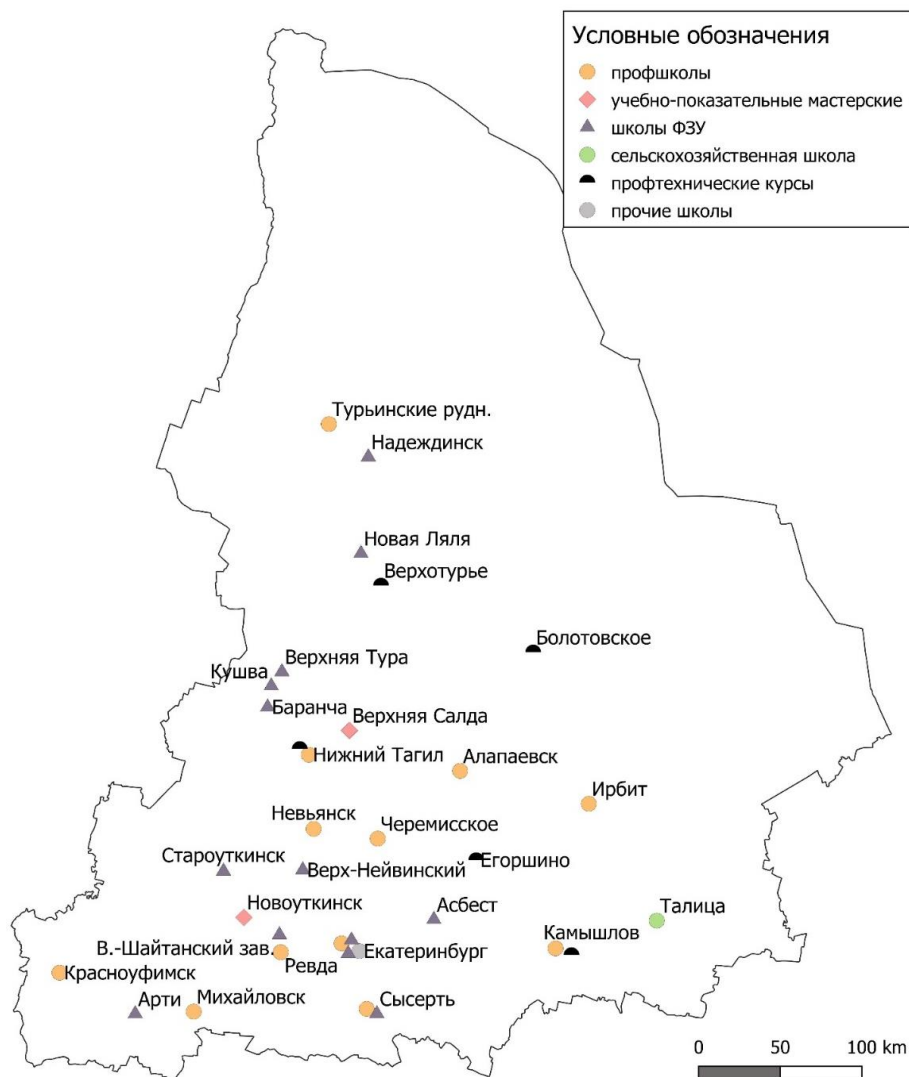 Условные обозначения
профшколы
учебно-показательные мастерские
школы ФЗУ
сельскохозяйственная школа
профтехнические курсы
прочие школы
Турьинские рудн.
Надеждинск
Новая Ляля
Верхотурье
Болотовское
Верхняя Тура
Кушва
Баранча
Верхняя Салда
Нижний Тагил
Алапаевск
Ирбит
Невьянск
Черемисское
Староуткинск
Верх-Нейвинский
Егоршино
Новоуткинск
Асбест
Талица
В.-Шайтанский зав.
Екатеринбург
Камышлов
Ревда
Красноуфимск
Арти
Михайловск
Сысерть
0 50 100 km